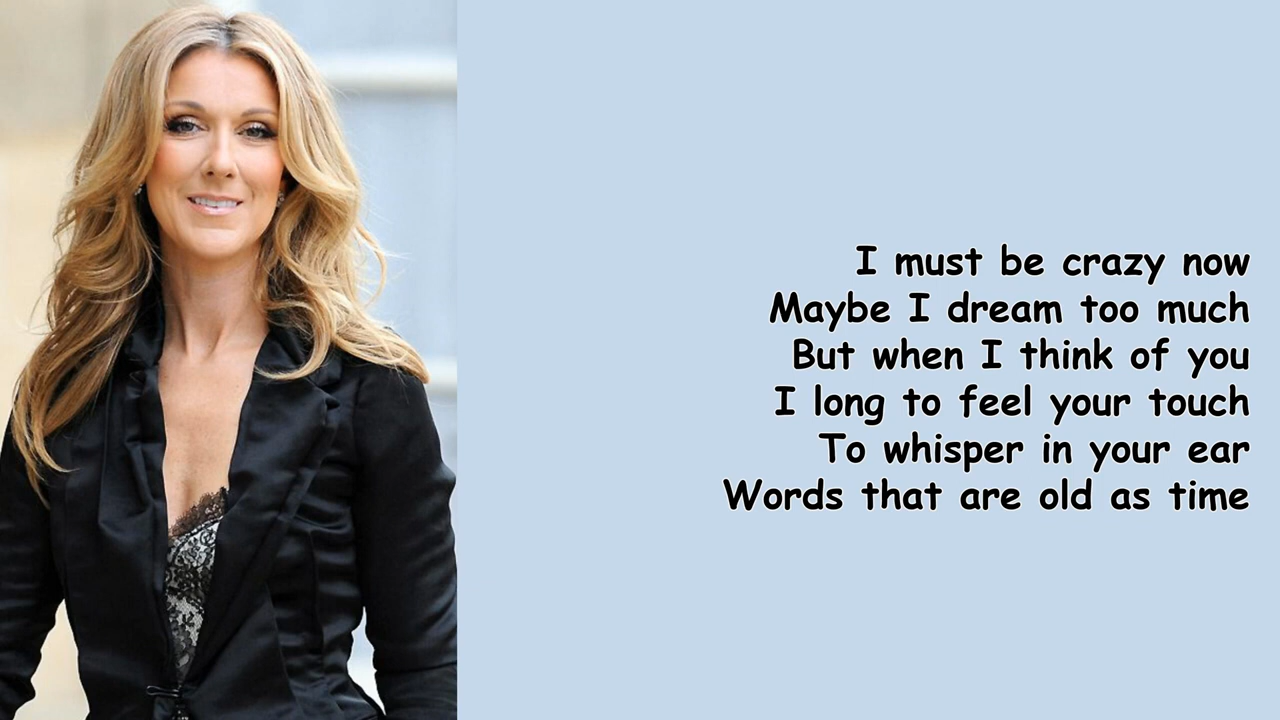 I must be crazy now
Maybe I dream too much
But when I think of you
I long to feel your touch
To whisper in your ear
Words that are old as time